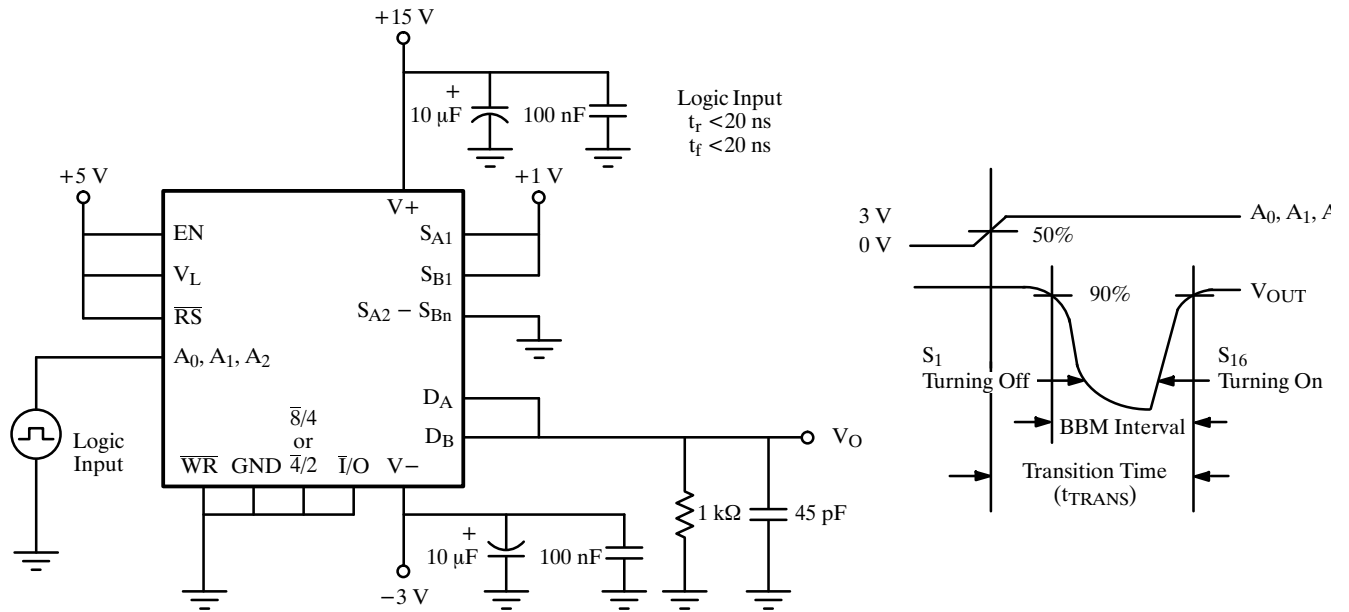 +15 V
+
10 µF
100 nF
Logic Input
t_r <20 ns
t_f <20 ns
+5 V
+1 V
V+
EN
V_L
R̅S̅
A_0, A_1, A_2
S_A1
S_B1
S_A2 − S_Bn
D_A
D_B
V_O
Logic
Input
8̅/4
or
4̅/2
W̅R̅
GND
I̅/O
V−
1 kΩ
45 pF
+
10 µF
100 nF
−3 V
3 V
0 V
50%
A_0, A_1,
90%
V_OUT
S_1
Turning Off
S_16
Turning On
BBM Interval
Transition Time
(t_TRANS)